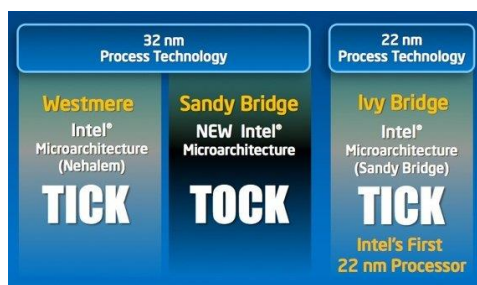 32 nm
Process Technology
22 nm
Process Technology
Westmere
Intel®
Microarchitecture
(Nehalem)
TICK
Sandy Bridge
NEW Intel®
Microarchitecture
TOCK
Ivy Bridge
Intel®
Microarchitecture
(Sandy Bridge)
TICK
Intel's First
22 nm Processor